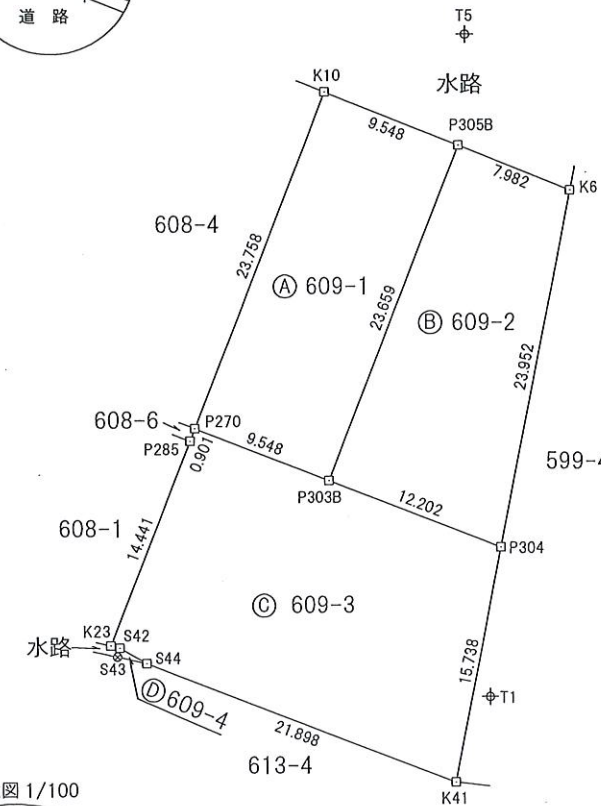 道 路
T5
K10
水路
P305B
9.548
7.982
K6
608-4
23.758
Ⓐ 609-1
23.659
Ⓑ 609-2
23.952
608-6
P270
P285
0.901
9.548
P303B
12.202
599-4
P304
608-1
14.441
Ⓒ 609-3
K23
S42
水路
S43
S44
15.738
T1
Ⓓ609-4
21.898
613-4
K41
図 1/100